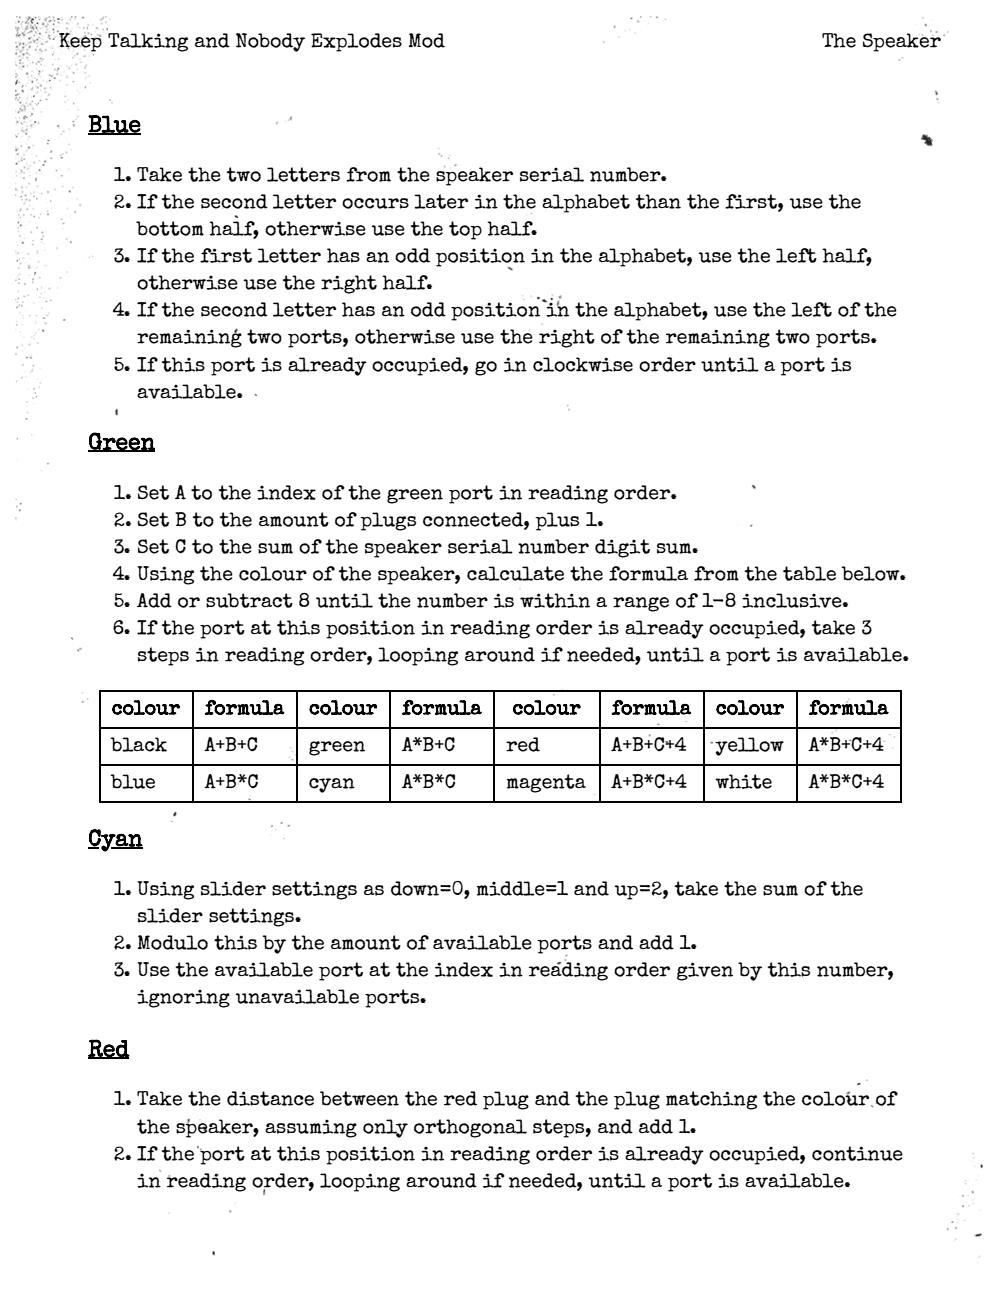 Keep Talking and Nobody Explodes Mod The Speaker
Blue
1. Take the two letters from the speaker serial number.
2. If the second letter occurs later in the alphabet than the first, use the
bottom half, otherwise use the top half.
3. If the first letter has an odd position in the alphabet, use the left half,
otherwise use the right half.
4. If the second letter has an odd position in the alphabet, use the left of the
remaining two ports, otherwise use the right of the remaining two ports.
5. If this port is already occupied, go in clockwise order until a port is
available.
Green
1. Set A to the index of the green port in reading order.
2. Set B to the amount of plugs connected, plus 1.
3. Set C to the sum of the speaker serial number digit sum.
4. Using the colour of the speaker, calculate the formula from the table below.
5. Add or subtract 8 until the number is within a range of 1-8 inclusive.
6. If the port at this position in reading order is already occupied, take 3
steps in reading order, looping around if needed, until a port is available.
colour formula colour formula colour formula colour formula
black A+B+C green A*B+C red A+B+C+4 yellow A*B+C+4
blue A+B*C cyan A*B*C magenta A+B*C+4 white A*B*C+4
Cyan
1. Using slider settings as down=0, middle=1 and up=2, take the sum of the
slider settings.
2. Modulo this by the amount of available ports and add 1.
3. Use the available port at the index in reading order given by this number,
ignoring unavailable ports.
Red
1. Take the distance between the red plug and the plug matching the colour of
the speaker, assuming only orthogonal steps, and add 1.
2. If the port at this position in reading order is already occupied, continue
in reading order, looping around if needed, until a port is available.